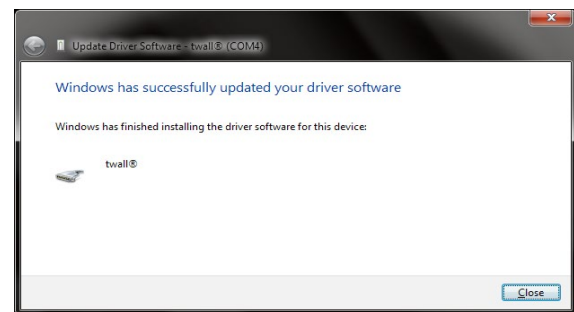 Update Driver Software - twall® (COM4)
Windows has successfully updated your driver software
Windows has finished installing the driver software for this device:
twall®
Close